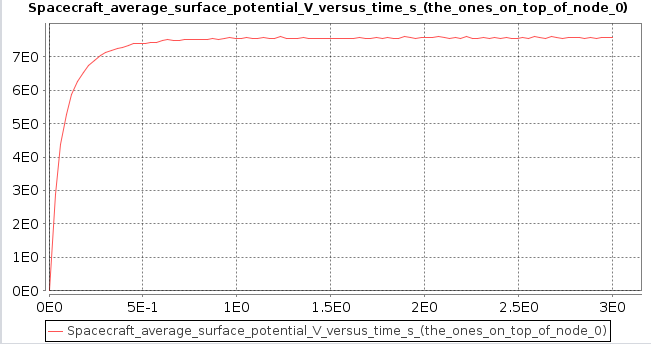 Spacecraft_average_surface_potential_V_versus_time_s_(the_ones_on_top_of_node_0)
7E0
6E0
5E0
4E0
3E0
2E0
1E0
0E0
0E0 5E-1 1E0 1.5E0 2E0 2.5E0 3E0
Spacecraft_average_surface_potential_V_versus_time_s_(the_ones_on_top_of_node_0)